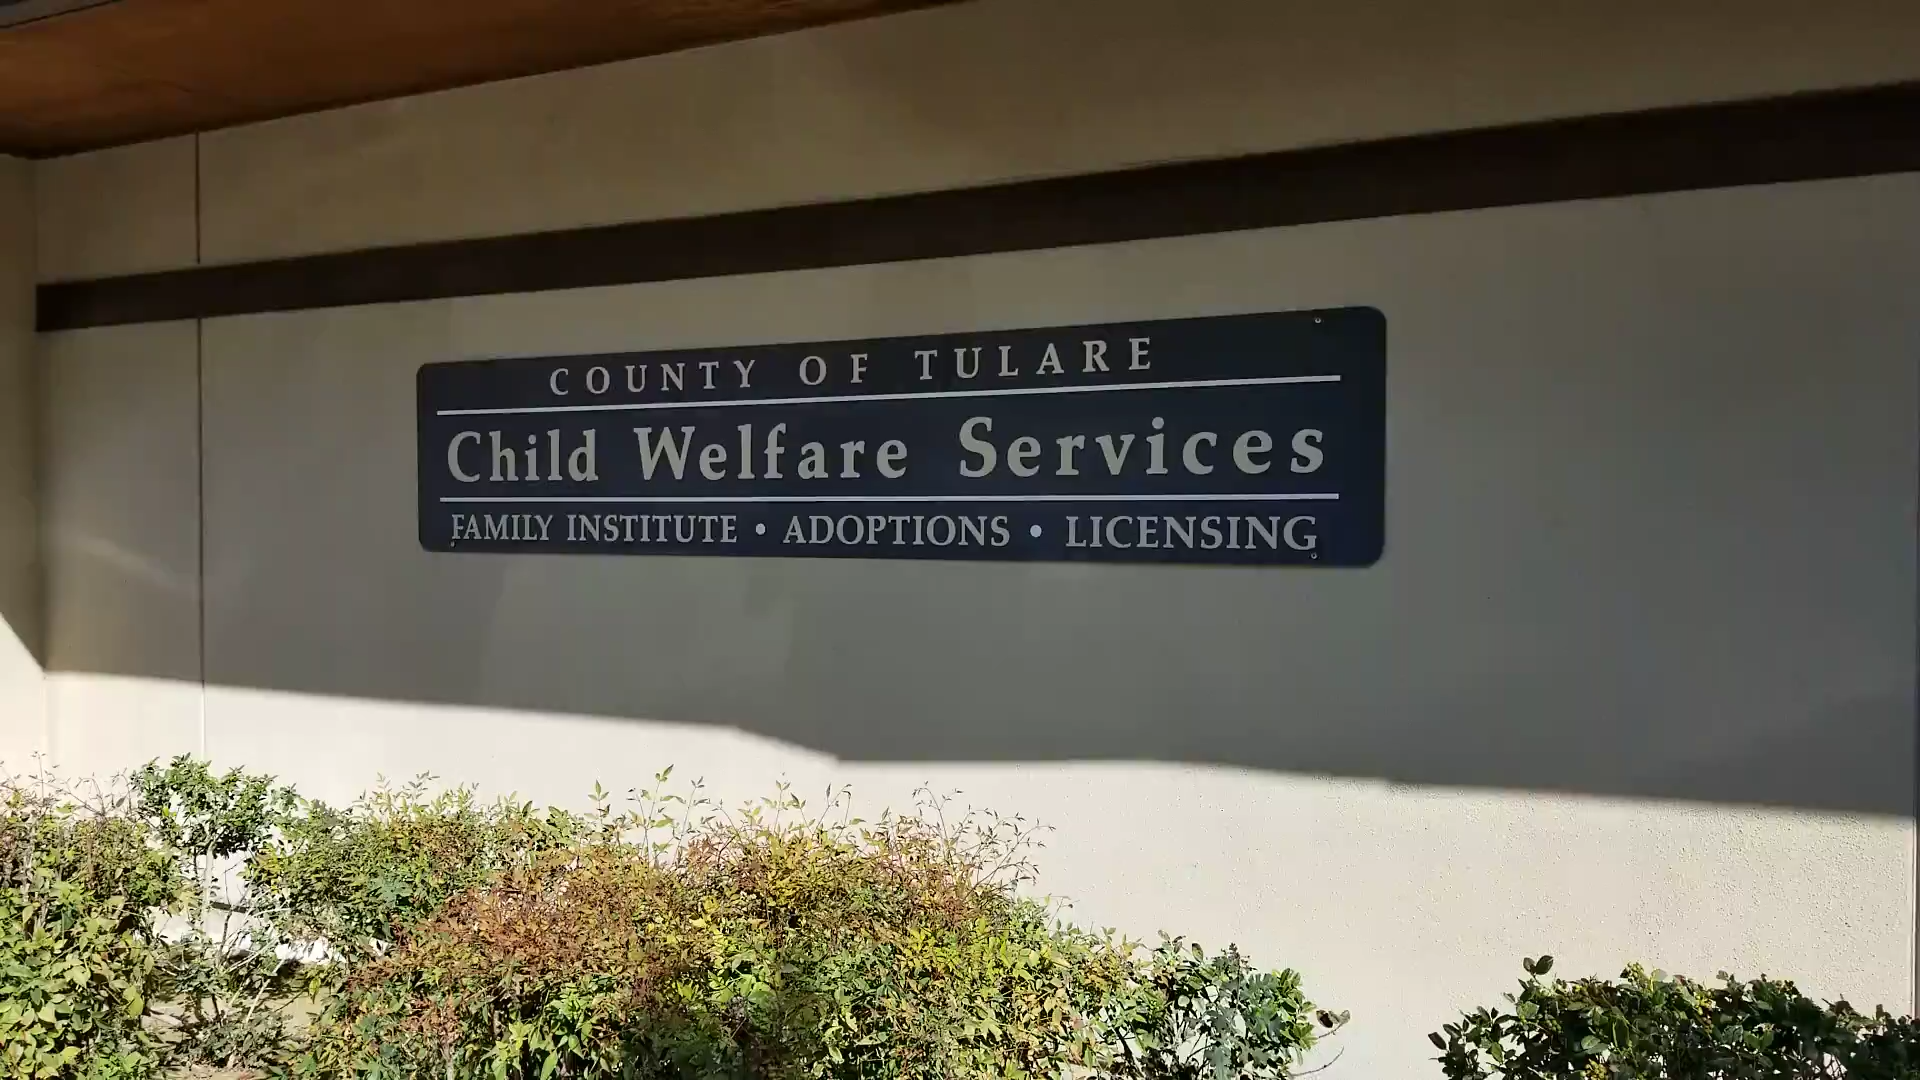 COUNTY OF TULARE
Child Welfare Services
FAMILY INSTITUTE • ADOPTIONS • LICENSING